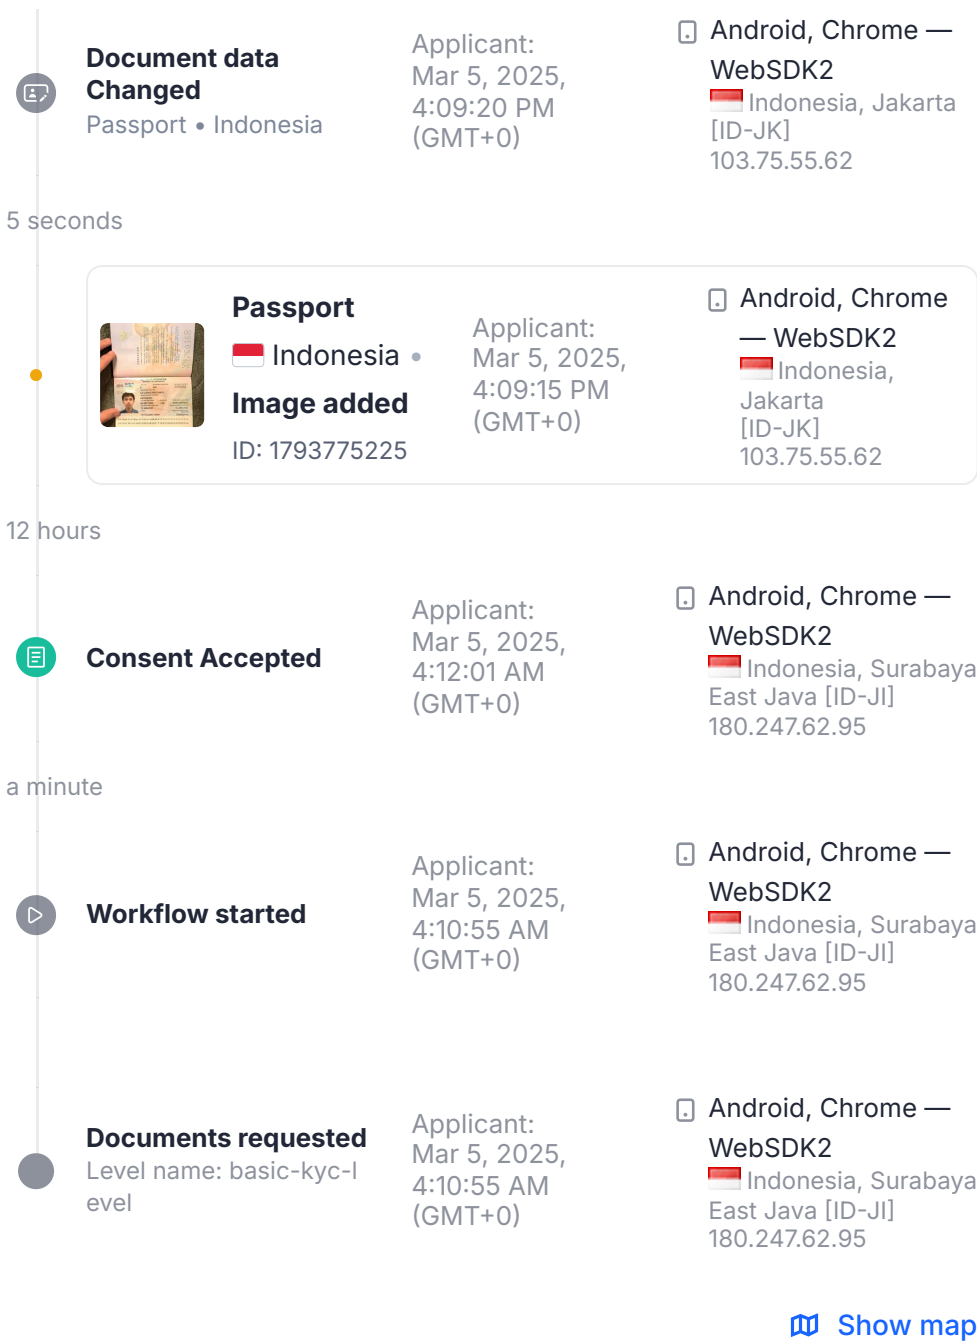 Document data
Changed
Passport • Indonesia
Applicant:
Mar 5, 2025,
4:09:20 PM
(GMT+0)
Android, Chrome —
WebSDK2
Indonesia, Jakarta
[ID-JK]
103.75.55.62
5 seconds
Passport
Indonesia •
Image added
ID: 1793775225
Applicant:
Mar 5, 2025,
4:09:15 PM
(GMT+0)
Android, Chrome
— WebSDK2
Indonesia,
Jakarta
[ID-JK]
103.75.55.62
12 hours
Consent Accepted
Applicant:
Mar 5, 2025,
4:12:01 AM
(GMT+0)
Android, Chrome —
WebSDK2
Indonesia, Surabaya
East Java [ID-JI]
180.247.62.95
a minute
Workflow started
Applicant:
Mar 5, 2025,
4:10:55 AM
(GMT+0)
Android, Chrome —
WebSDK2
Indonesia, Surabaya
East Java [ID-JI]
180.247.62.95
Documents requested
Level name: basic-kyc-l
evel
Applicant:
Mar 5, 2025,
4:10:55 AM
(GMT+0)
Android, Chrome —
WebSDK2
Indonesia, Surabaya
East Java [ID-JI]
180.247.62.95
Show map